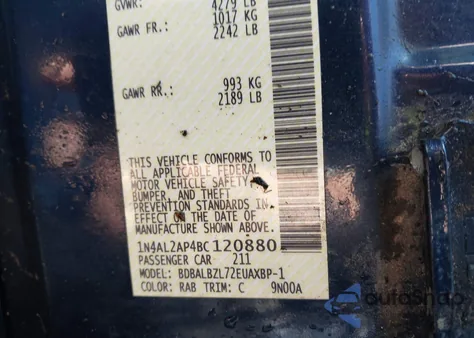 GVWR: 4279 LB
GAWR FR.: 1017 KG
2242 LB
GAWR RR.: 993 KG
2189 LB
THIS VEHICLE CONFORMS TO
ALL APPLICABLE FEDERAL
MOTOR VEHICLE SAFETY,
BUMPER, AND THEFT
PREVENTION STANDARDS IN
EFFECT ON THE DATE OF
MANUFACTURE SHOWN ABOVE.
1N4AL2AP4BC120880
PASSENGER CAR 211
MODEL: BDBALBZL72EUAXBP-1
COLOR: RAB TRIM: C 9N00A
autoSnap